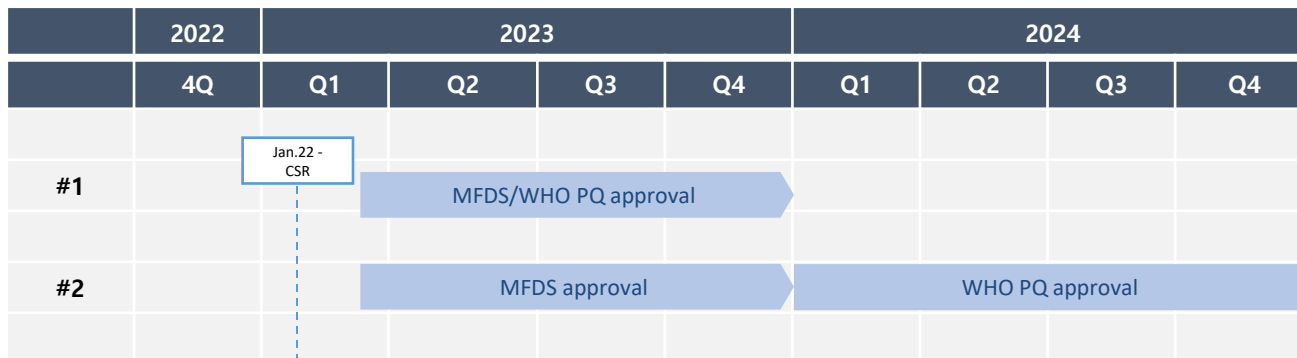 2022 2023 2024
4Q Q1 Q2 Q3 Q4 Q1 Q2 Q3 Q4
Jan.22 -
CSR
#1 MFDS/WHO PQ approval
#2 MFDS approval WHO PQ approval